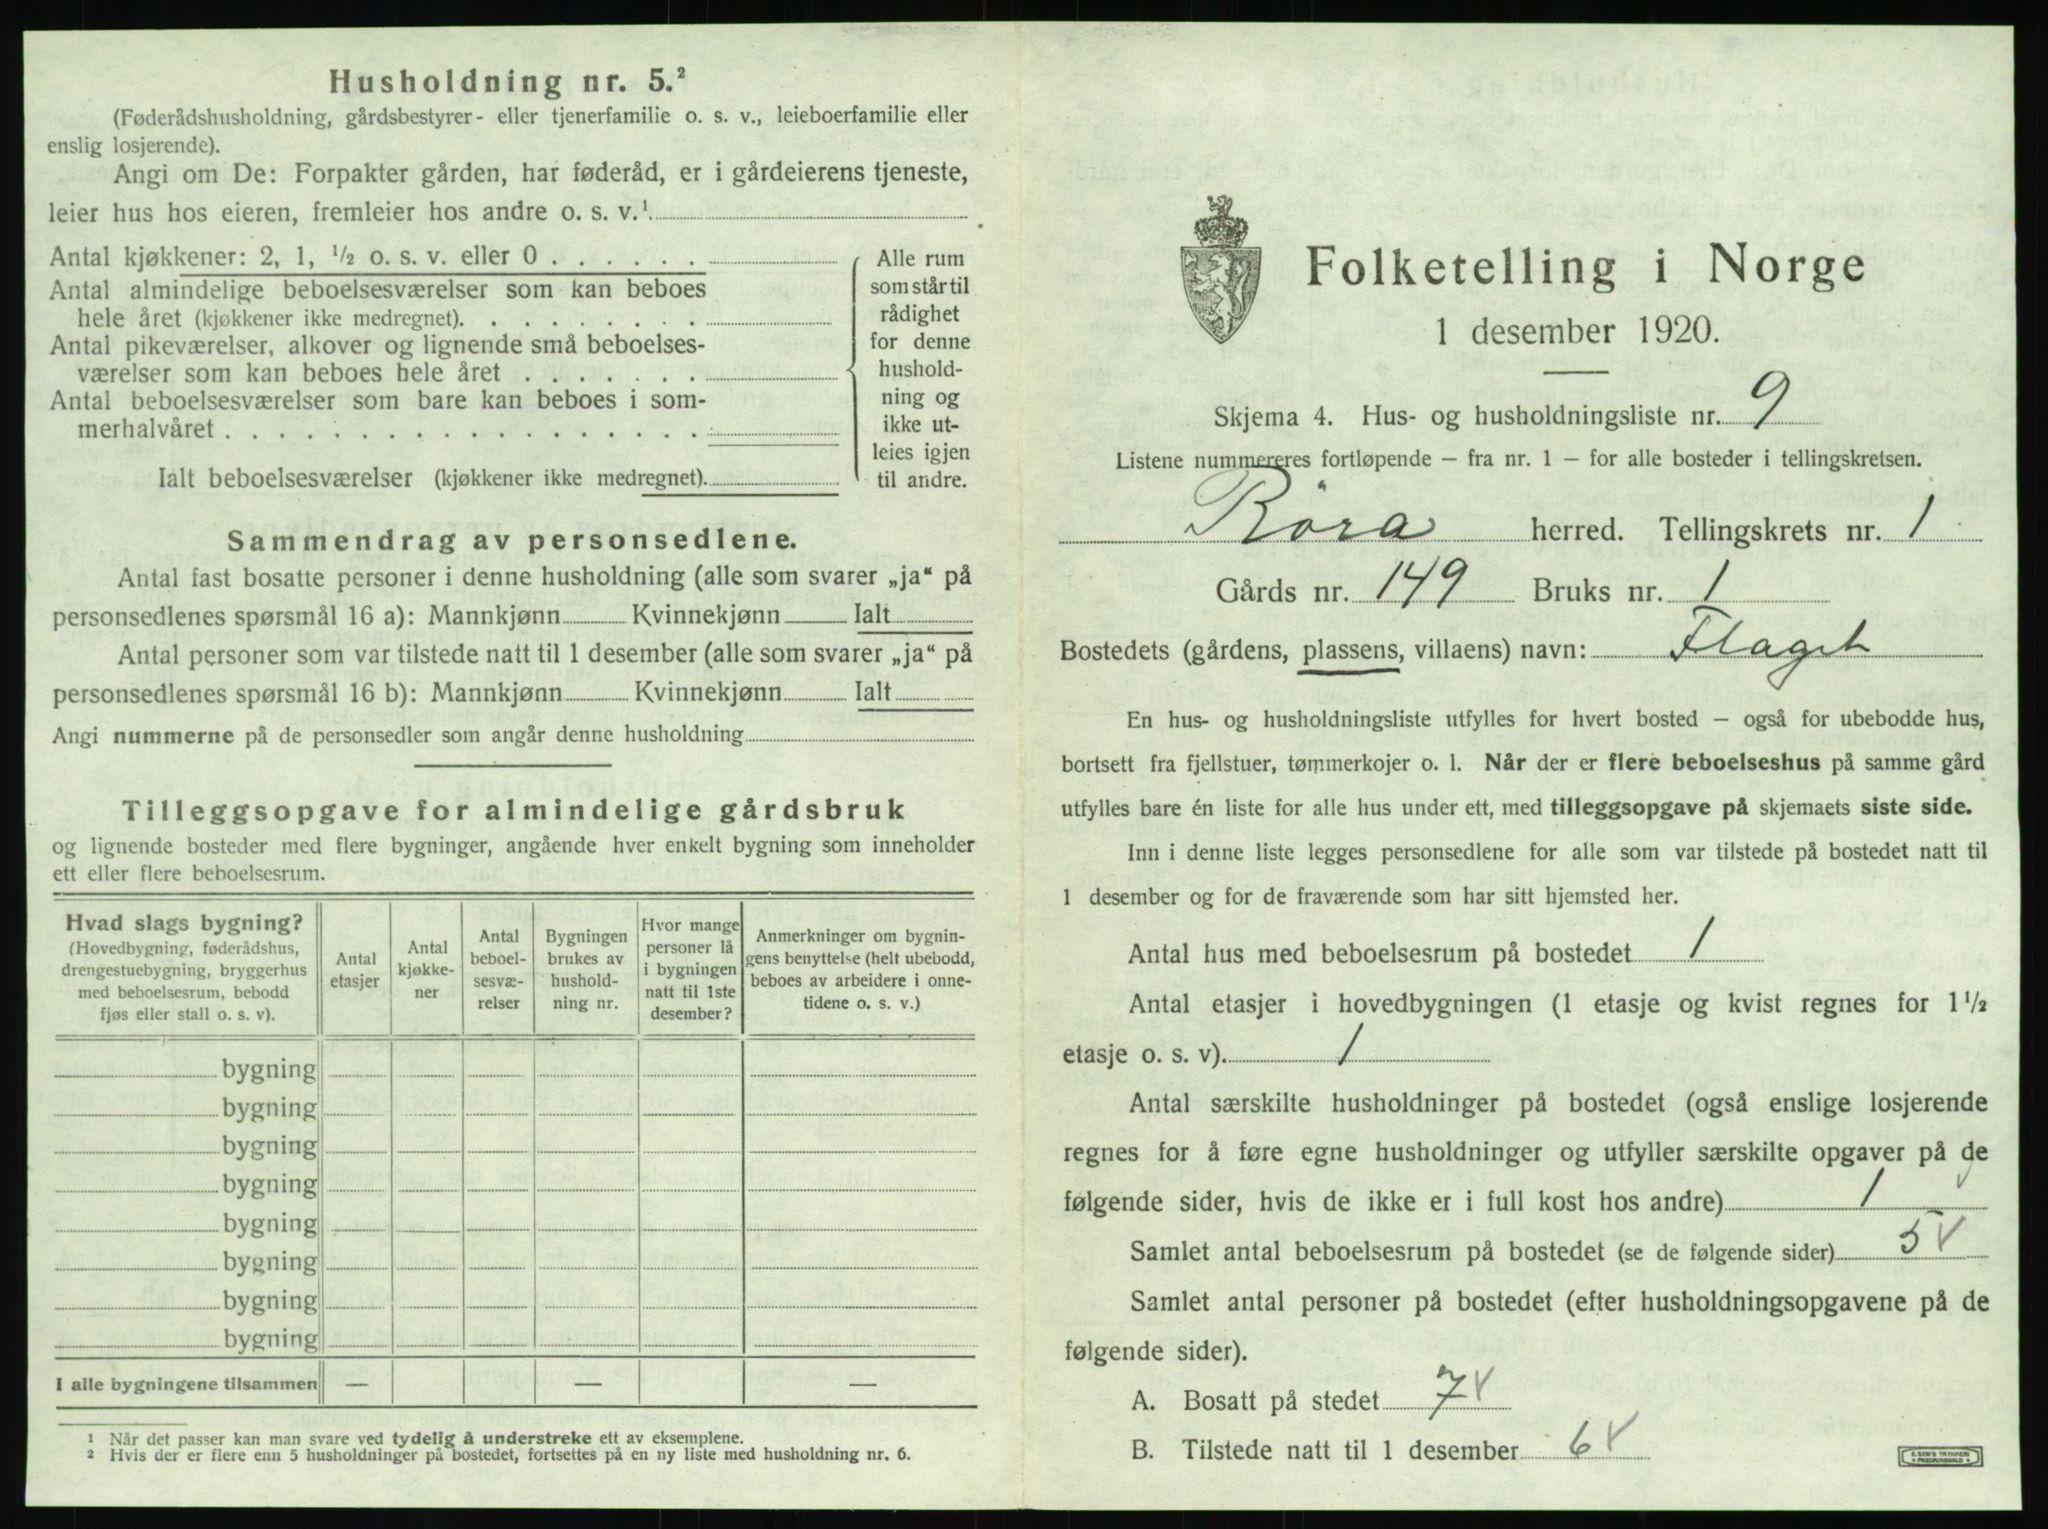 Husholdning nr. 5.²
(Føderådshusholdning, gårdsbestyrer- eller tjenerfamilie o. s. v., leieboerfamilie eller
enslig losjerende).
Angi om De: Forpakter gården, har føderåd, er i gårdeierens tjeneste,
leier hus hos eieren, fremleier hos andre o. s. v.¹
Antal kjøkkener: 2, 1, ½ o. s. v. eller 0 . . . . . .
Antal almindelige beboelsesværelser som kan beboes
hele året (kjøkkener ikke medregnet). . . . . . . . .
Antal pikeværelser, alkover og lignende små beboelses-
værelser som kan beboes hele året . . . . . . .
Antal beboelsesværelser som bare kan beboes i som-
merhalvåret . . . . . . . . . . . . . . . . . .
Ialt beboelsesværelser (kjøkkener ikke medregnet).
Alle rum
som står til
rådighet
for denne
hushold-
ning og
ikke ut-
leies igjen
til andre.
Sammendrag av personsedlene.
Antal fast bosatte personer i denne husholdning (alle som svarer „ja“ på
personsedlenes spørsmål 16 a): Mannkjønn Kvinnekjønn Ialt
Antal personer som var tilstede natt til 1 desember (alle som svarer „ja“ på
personsedlenes spørsmål 16 b): Mannkjønn Kvinnekjønn Ialt
Angi nummerne på de personsedler som angår denne husholdning
Tilleggsopgave for almindelige gårdsbruk
og lignende bosteder med flere bygninger, angående hver enkelt bygning som inneholder
ett eller flere beboelsesrum.
Hvad slags bygning?
(Hovedbygning, føderådshus,
drengestuebygning, bryggerhus
med beboelsesrum, bebodd
fjøs eller stall o. s. v).
Antal
etasjer
Antal
kjøkke-
ner
Antal
beboel-
sesvæ-
relser
Bygningen
brukes av
hushold-
ning nr.
Hvor mange
personer lå
i bygningen
natt til 1ste
desember?
Anmerkninger om bygnin-
gens benyttelse (helt ubebodd,
beboes av arbeidere i onne-
tidene o. s. v.)
bygning
bygning
bygning
bygning
bygning
bygning
bygning
bygning
I alle bygningene tilsammen — — —
¹ Når det passer kan man svare ved tydelig å understreke ett av eksemplene.
² Hvis der er flere enn 5 husholdninger på bostedet, fortsettes på en ny liste med husholdning nr. 6.
Folketelling i Norge
1 desember 1920.
Skjema 4. Hus- og husholdningsliste nr. 9
Listene nummereres fortløpende — fra nr. 1 — for alle bosteder i tellingskretsen.
Röra herred. Tellingskrets nr. 1
Gårds nr. 149 Bruks nr. 1
Bostedets (gårdens, plassens, villaens) navn: Flaget
En hus- og husholdningsliste utfylles for hvert bosted — også for ubebodde hus,
bortsett fra fjellstuer, tømmerkojer o. l. Når der er flere beboelseshus på samme gård
utfylles bare én liste for alle hus under ett, med tilleggsopgave på skjemaets siste side.
Inn i denne liste legges personsedlene for alle som var tilstede på bostedet natt til
1 desember og for de fraværende som har sitt hjemsted her.
Antal hus med beboelsesrum på bostedet 1
Antal etasjer i hovedbygningen (1 etasje og kvist regnes for 1½
etasje o. s. v). 1
Antal særskilte husholdninger på bostedet (også enslige losjerende
regnes for å føre egne husholdninger og utfyller særskilte opgaver på de
følgende sider, hvis de ikke er i full kost hos andre) 1
Samlet antal beboelsesrum på bostedet (se de følgende sider) 5
Samlet antal personer på bostedet (efter husholdningsopgavene på de
følgende sider).
A. Bosatt på stedet 7
B. Tilstede natt til 1 desember 6